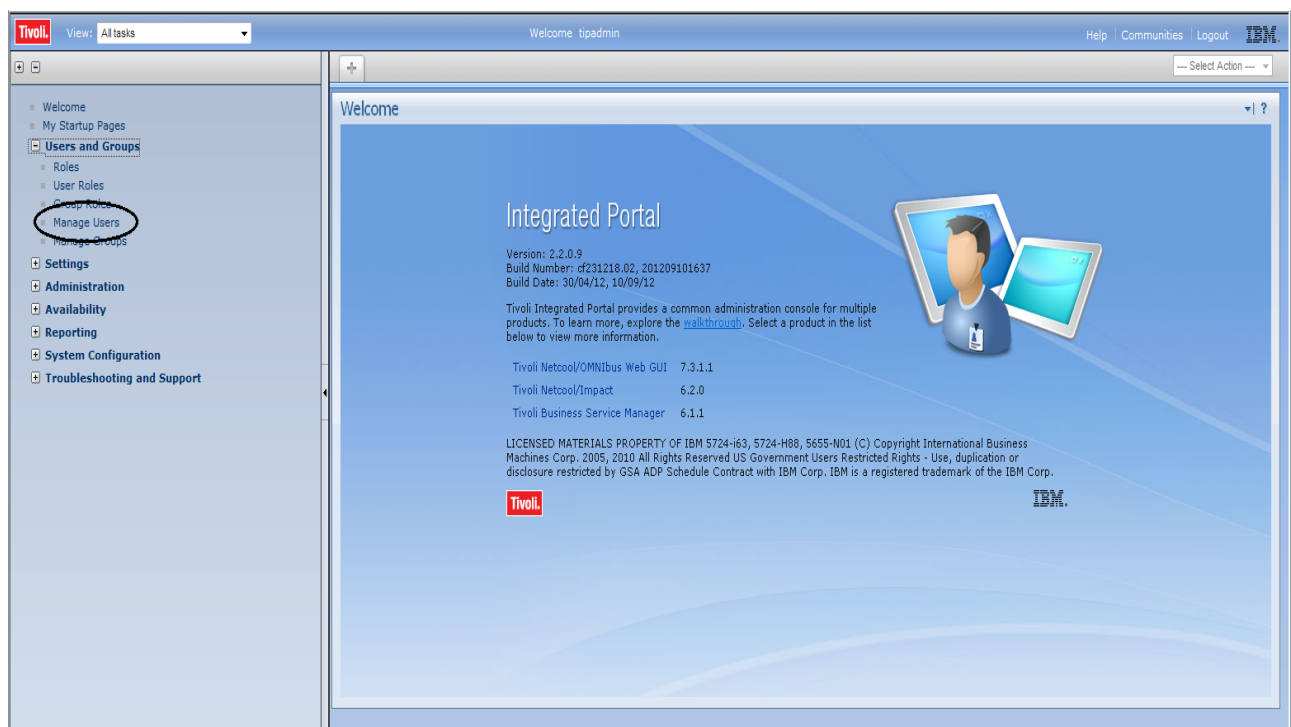 Tivoli. View: All tasks Welcome tipadmin Help Communities Logout IBM.
--- Select Action ---
Welcome
My Startup Pages
Users and Groups
Roles
User Roles
Group Roles
Manage Users
Manage Groups
Settings
Administration
Availability
Reporting
System Configuration
Troubleshooting and Support
Welcome ?
Integrated Portal
Version: 2.2.0.9
Build Number: cf231218.02, 201209101637
Build Date: 30/04/12, 10/09/12
Tivoli Integrated Portal provides a common administration console for multiple
products. To learn more, explore the walkthrough. Select a product in the list
below to view more information.
Tivoli Netcool/OMNIbus Web GUI 7.3.1.1
Tivoli Netcool/Impact 6.2.0
Tivoli Business Service Manager 6.1.1
LICENSED MATERIALS PROPERTY OF IBM 5724-i63, 5724-H88, 5655-N01 (C) Copyright International Business
Machines Corp. 2005, 2010 All Rights Reserved US Government Users Restricted Rights - Use, duplication or
disclosure restricted by GSA ADP Schedule Contract with IBM Corp. IBM is a registered trademark of the IBM Corp.
Tivoli. IBM.